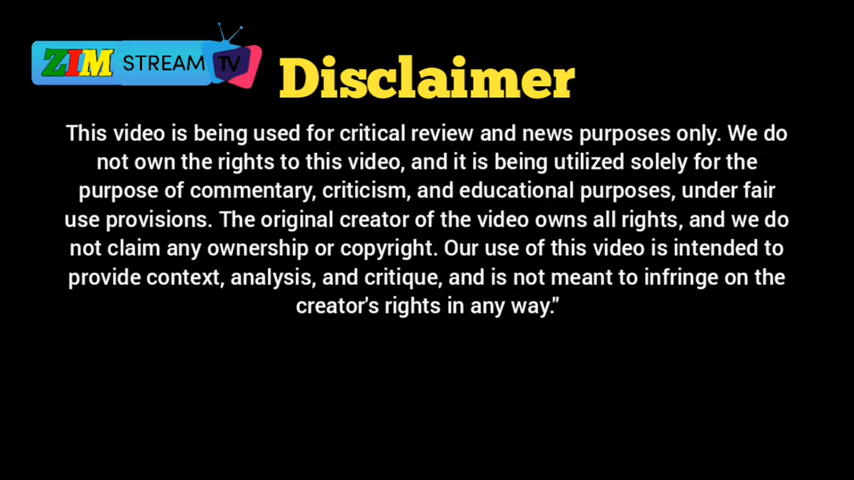 ZIM STREAM TV
Disclaimer
This video is being used for critical review and news purposes only. We do
not own the rights to this video, and it is being utilized solely for the
purpose of commentary, criticism, and educational purposes, under fair
use provisions. The original creator of the video owns all rights, and we do
not claim any ownership or copyright. Our use of this video is intended to
provide context, analysis, and critique, and is not meant to infringe on the
creator's rights in any way."